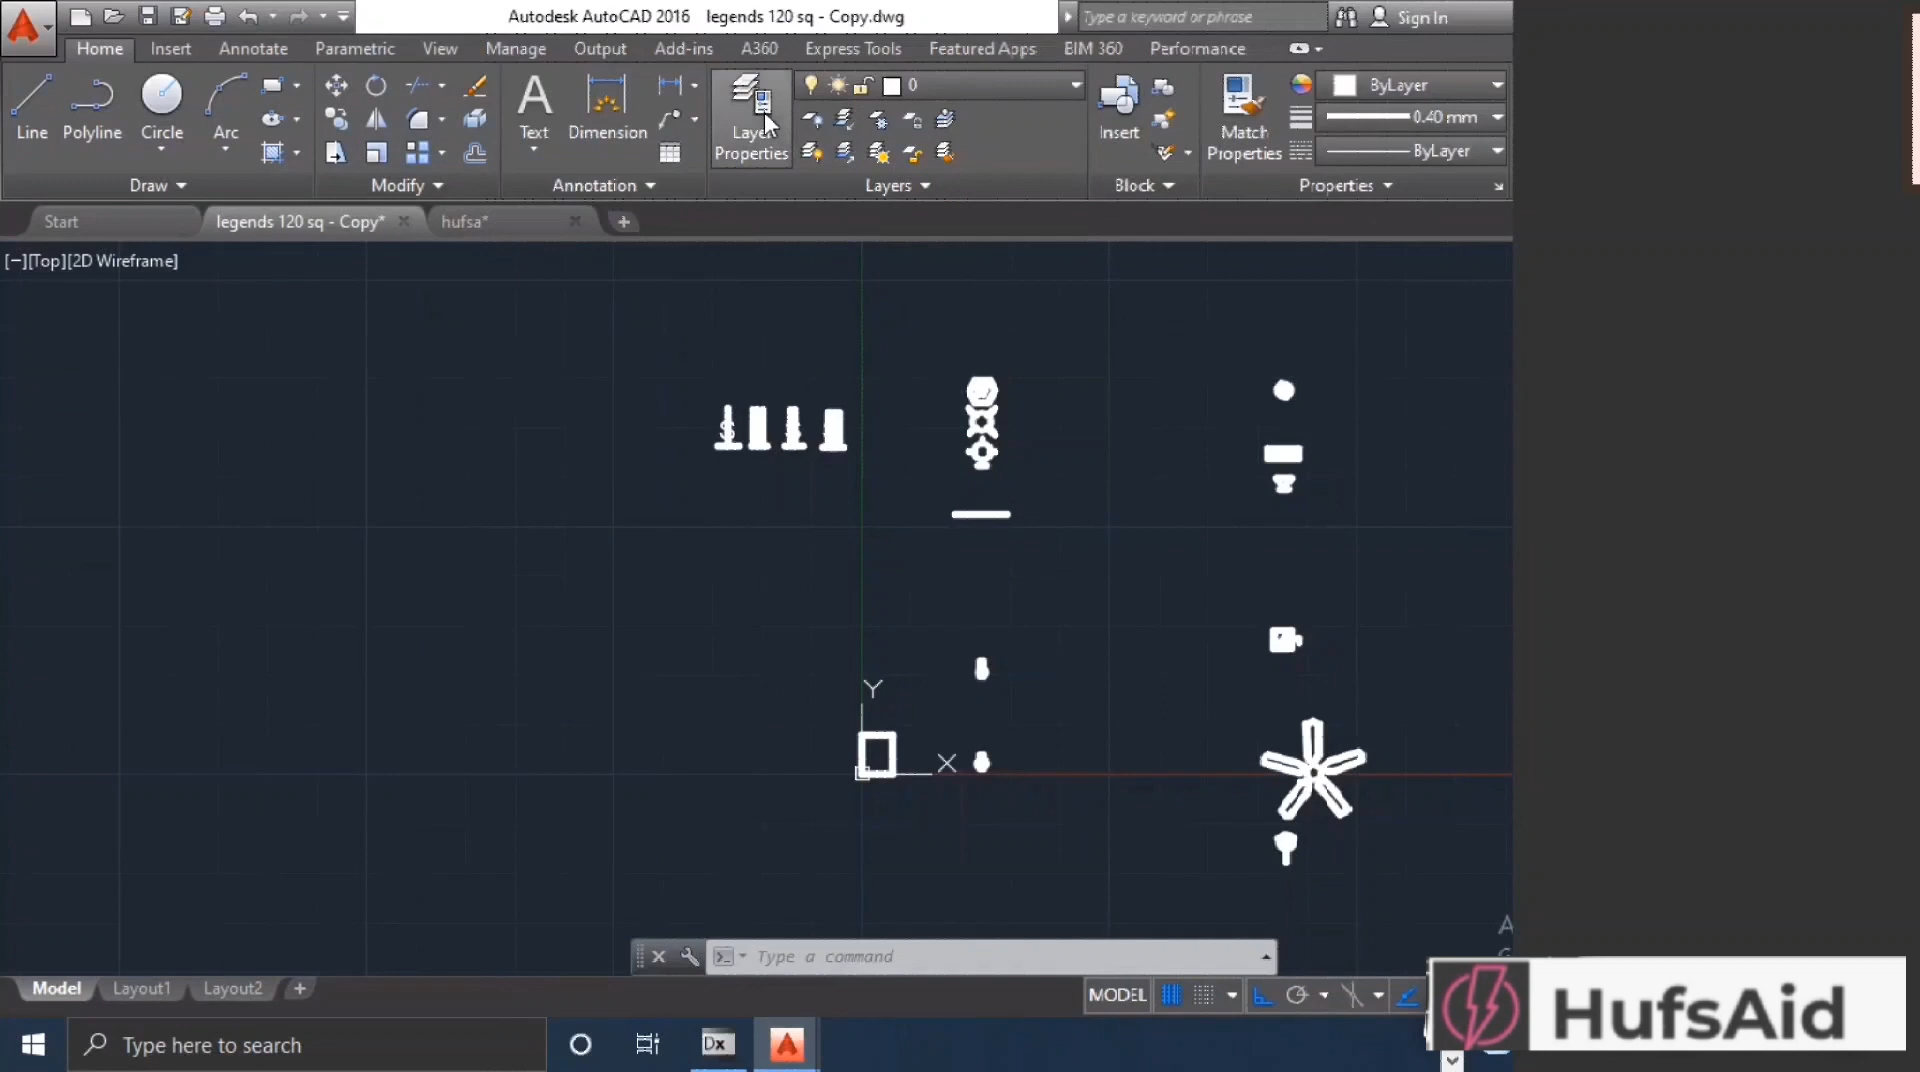 Autodesk AutoCAD 2016 legends 120 sq - Copy.dwg
Type a keyword or phrase
Sign In
Home Insert Annotate Parametric View Manage Output Add-ins A360 Express Tools Featured Apps BIM 360 Performance
Line Polyline Circle Arc
Text Dimension
Layer
Properties
0
Insert
Match
Properties
ByLayer
0.40 mm
ByLayer
Draw Modify Annotation Layers Block Properties
Start legends 120 sq - Copy* hufsa*
[−][Top][2D Wireframe]
Y
X
Type a command
Model Layout1 Layout2
MODEL
Type here to search
Dx
HufsAid